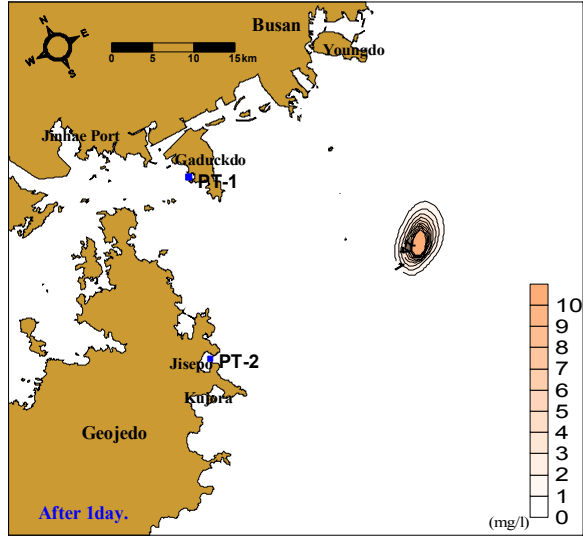 N
E
W
S
0 5 10 15km
Busan
Youngdo
Jinhae Port
Gaduckdo
PT-1
Jisepo
PT-2
Kujora
Geojedo
After 1day.
10
9
8
7
6
5
4
3
2
1
0
(mg/l)